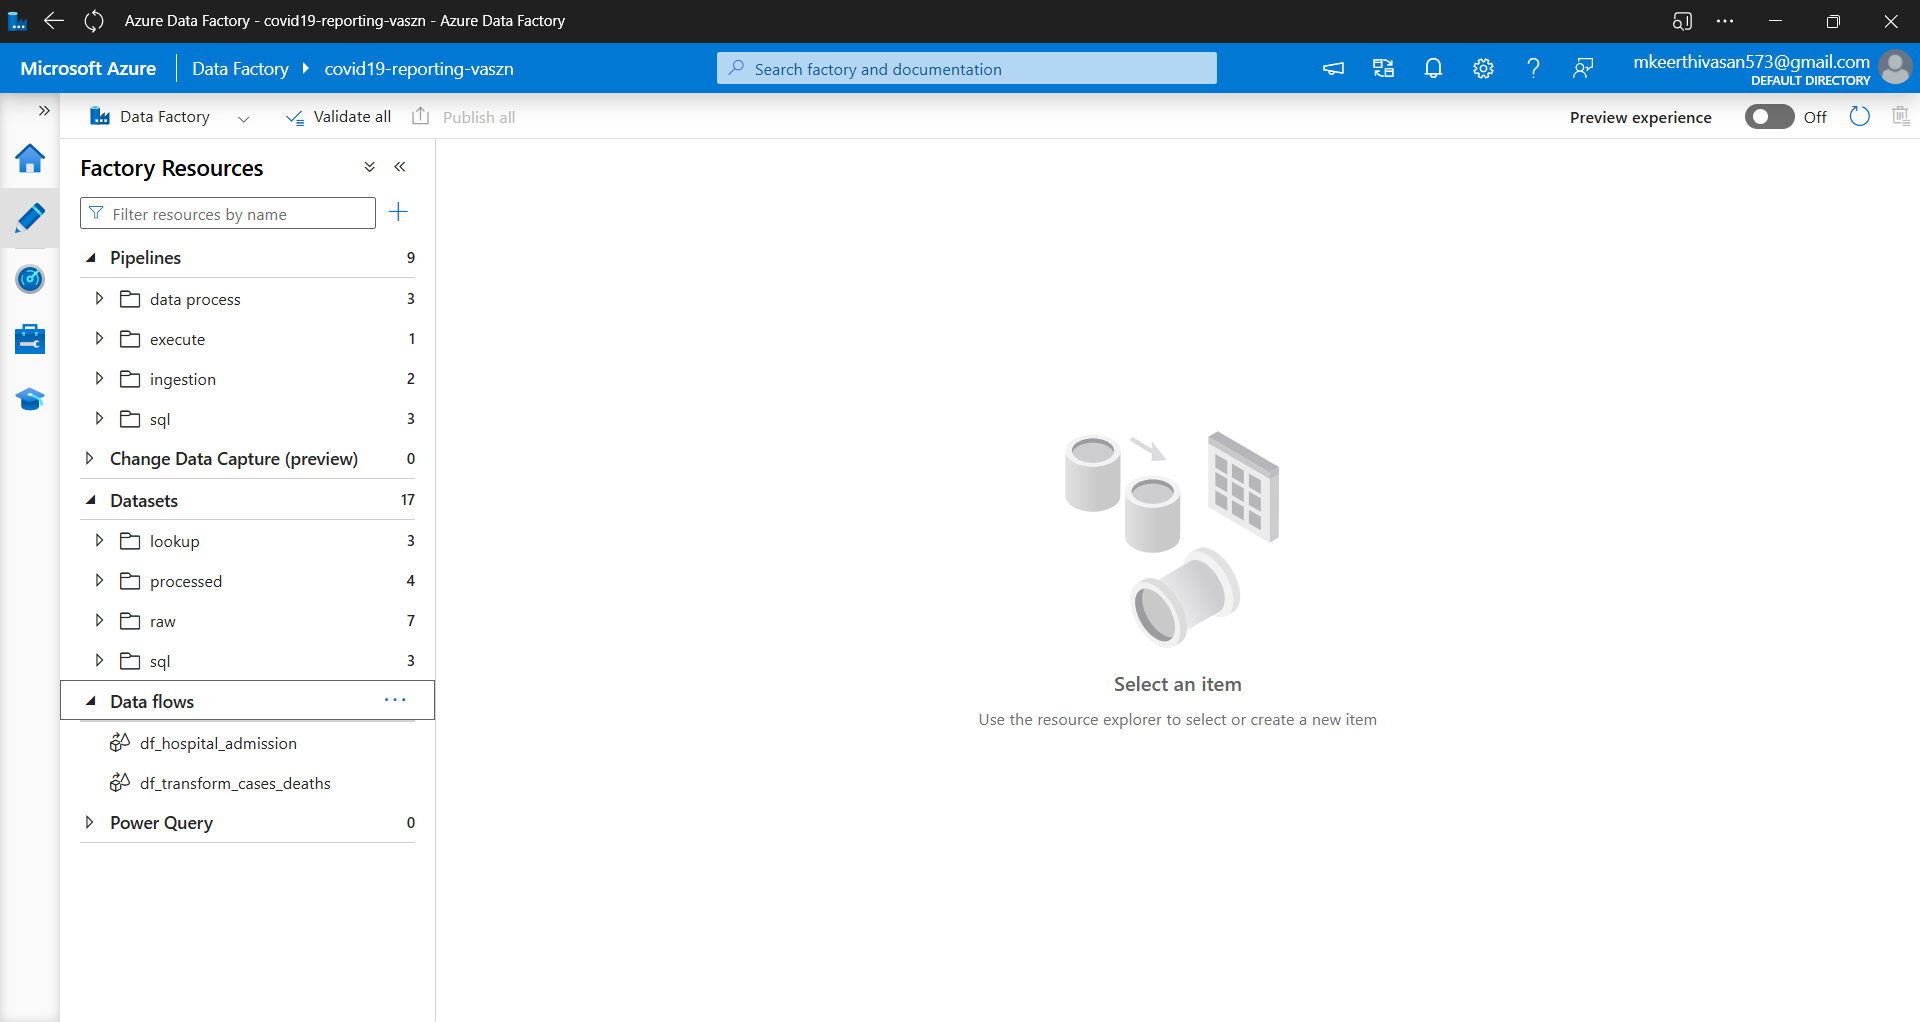 Azure Data Factory - covid19-reporting-vaszn - Azure Data Factory
Microsoft Azure
Data Factory
covid19-reporting-vaszn
Search factory and documentation
mkeerthivasan573@gmail.com
DEFAULT DIRECTORY
Data Factory
Validate all
Publish all
Preview experience
Off
Factory Resources
Filter resources by name
Pipelines 9
data process 3
execute 1
ingestion 2
sql 3
Change Data Capture (preview) 0
Datasets 17
lookup 3
processed 4
raw 7
sql 3
Data flows
df_hospital_admission
df_transform_cases_deaths
Power Query 0
Select an item
Use the resource explorer to select or create a new item